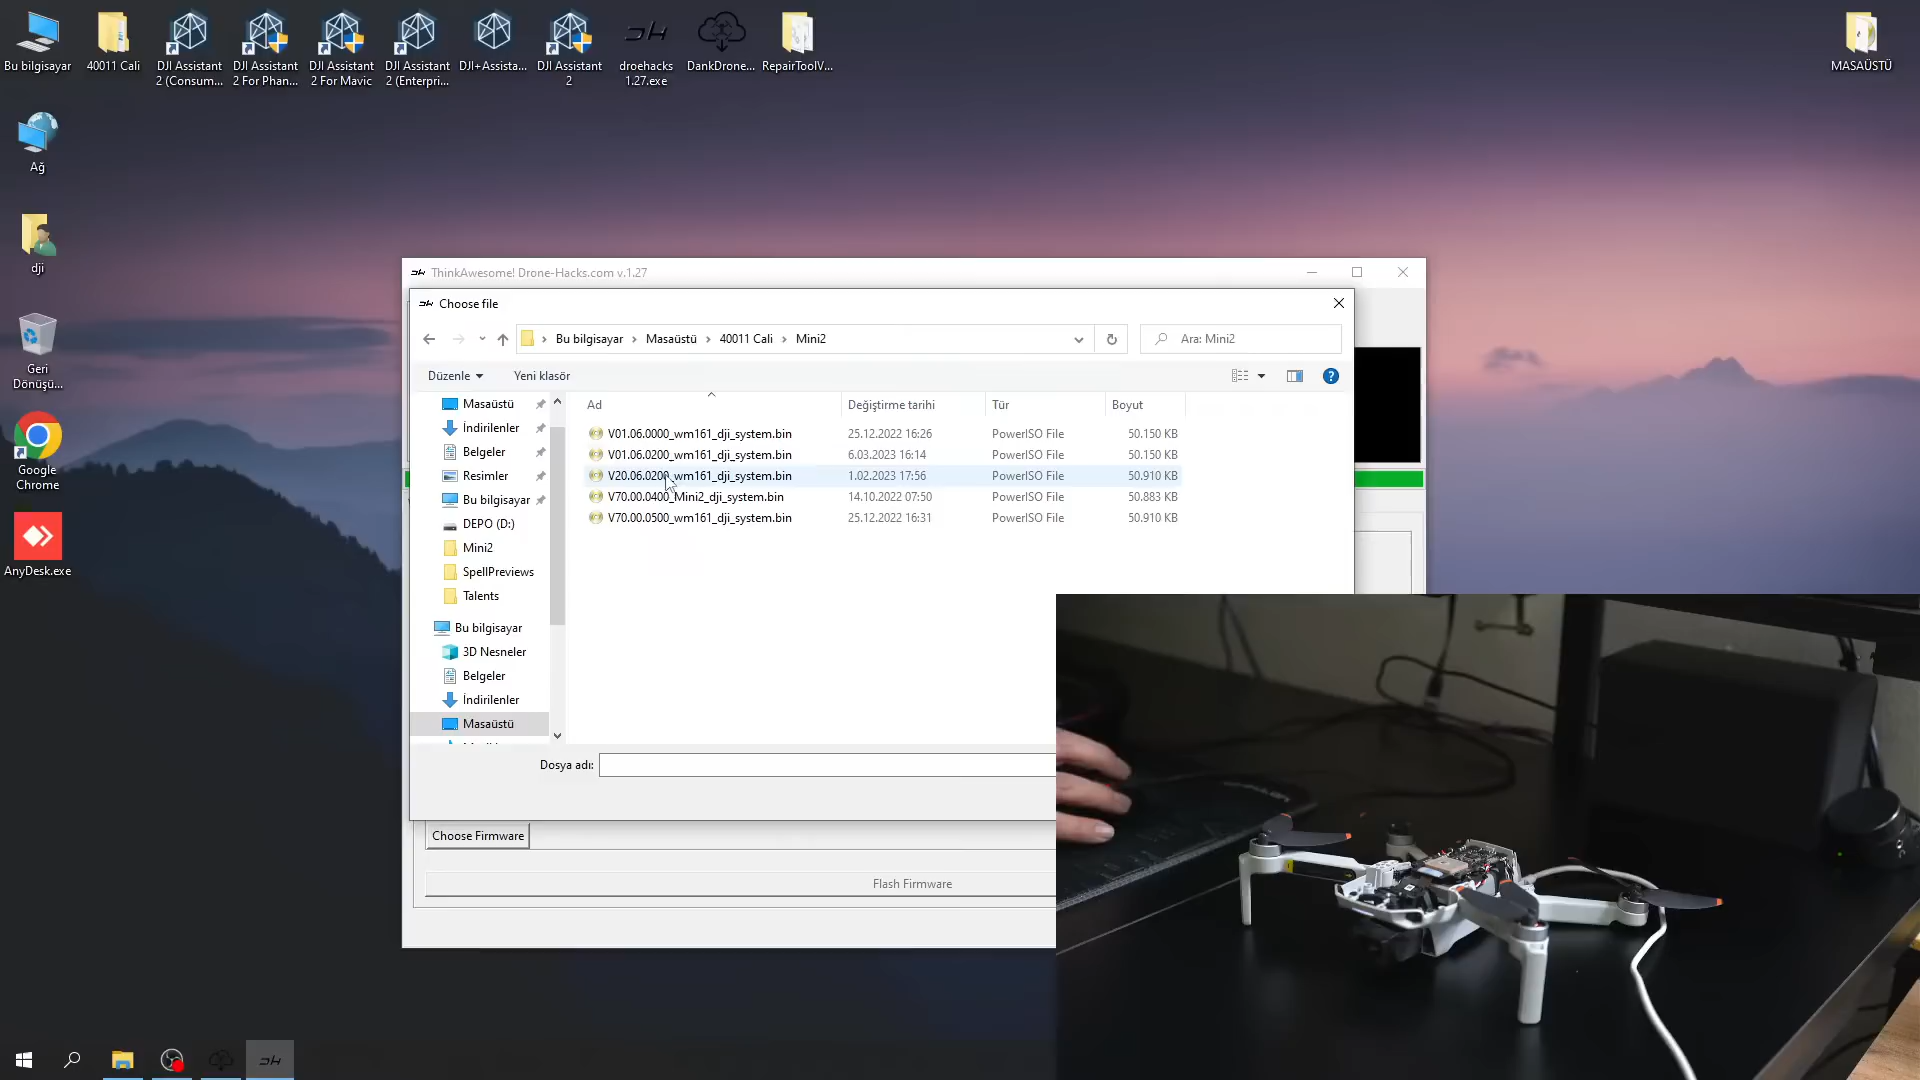 Bu bilgisayar
40011 Cali
DJI Assistant
2 (Consum...
DJI Assistant
2 For Phan...
DJI Assistant
2 For Mavic
DJI Assistant
2 (Enterpri...
DJI+Assista...
DJI Assistant
2
droehacks
1.27.exe
DankDrone...
RepairToolV...
MASAÜSTÜ
Ağ
dji
Geri
Dönüşü...
Google
Chrome
AnyDesk.exe
ThinkAwesome! Drone-Hacks.com v.1.27
Choose file
Bu bilgisayar
Masaüstü
40011 Cali
Mini2
Ara: Mini2
Düzenle
Yeni klasör
Masaüstü
İndirilenler
Belgeler
Resimler
Bu bilgisayar
DEPO (D:)
Mini2
SpellPreviews
Talents
Bu bilgisayar
3D Nesneler
Belgeler
İndirilenler
Masaüstü
Ad Değiştirme tarihi Tür Boyut
V01.06.0000_wm161_dji_system.bin 25.12.2022 16:26 PowerISO File 50.150 KB
V01.06.0200_wm161_dji_system.bin 6.03.2023 16:14 PowerISO File 50.150 KB
V20.06.0200_wm161_dji_system.bin 1.02.2023 17:56 PowerISO File 50.910 KB
V70.00.0400_Mini2_dji_system.bin 14.10.2022 07:50 PowerISO File 50.883 KB
V70.00.0500_wm161_dji_system.bin 25.12.2022 16:31 PowerISO File 50.910 KB
Dosya adı:
Choose Firmware
Flash Firmware